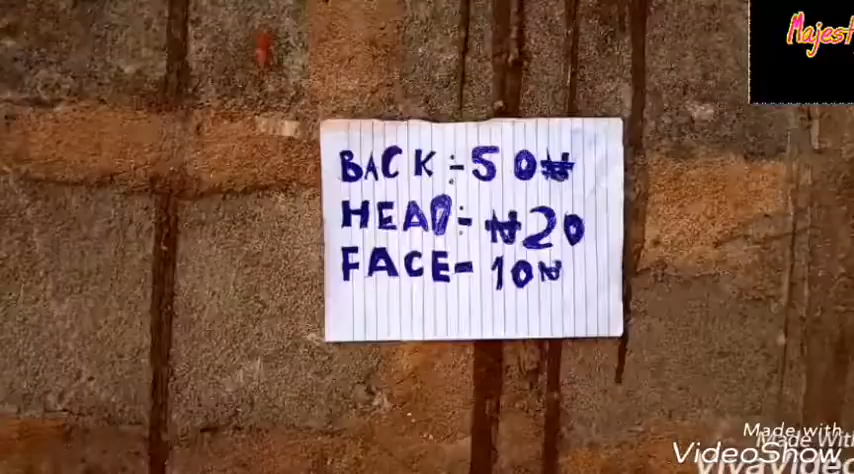 Majest
BACK÷50₦
HEAD÷₦20
FACE-10₦
Made with
VideoShow